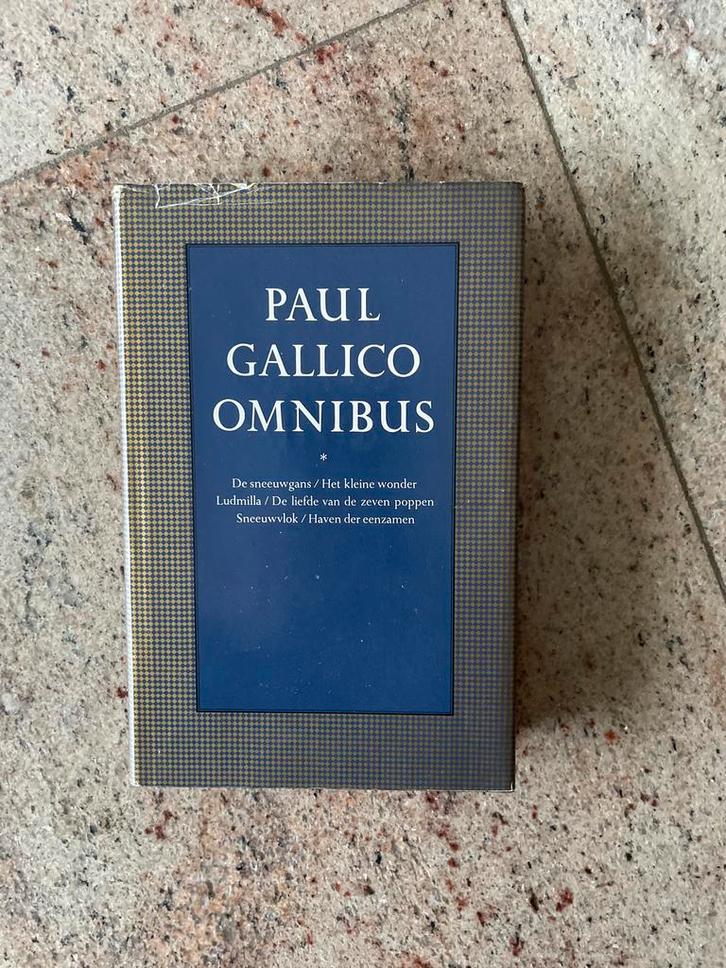 PAUL
GALLICO
OMNIBUS
*
De sneeuwgans / Het kleine wonder
Ludmilla / De liefde van de zeven poppen
Sneeuwvlok / Haven der eenzamen